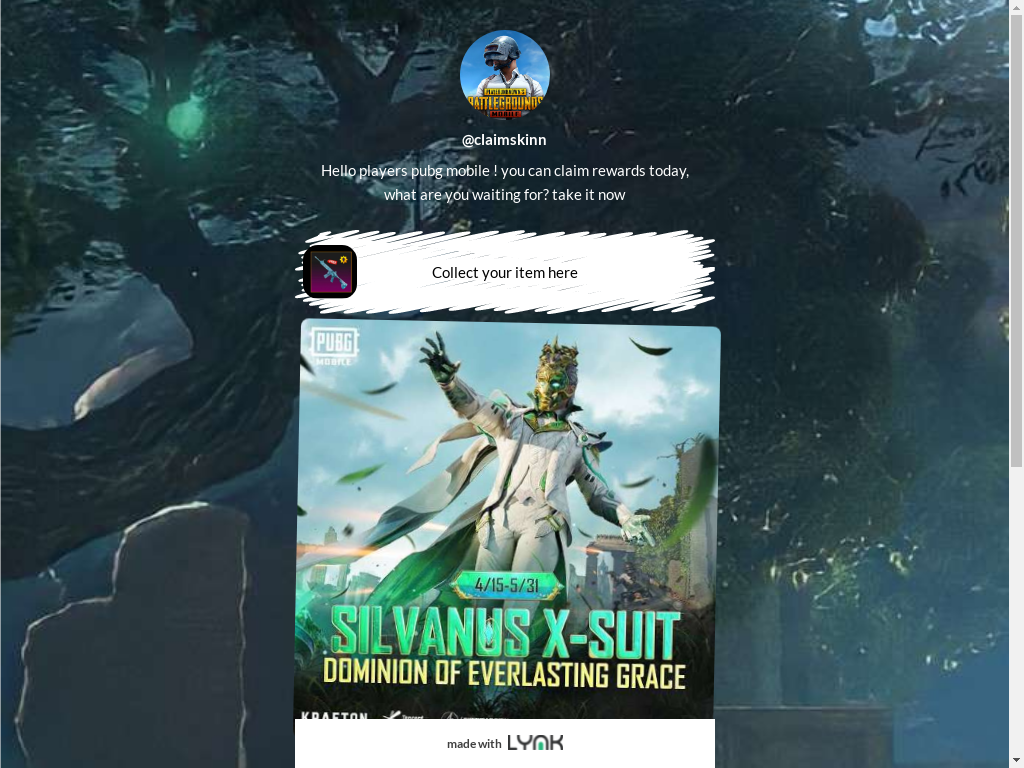 PLAYERUNKNOWN'S
BATTLEGROUNDS
MOBILE
@claimskinn
Hello players pubg mobile ! you can claim rewards today,
what are you waiting for? take it now
Collect your item here
PUBG
MOBILE
4/15-5/31
SILVANUS X-SUIT
DOMINION OF EVERLASTING GRACE
KRAFTON
Tencent
made with LYNK